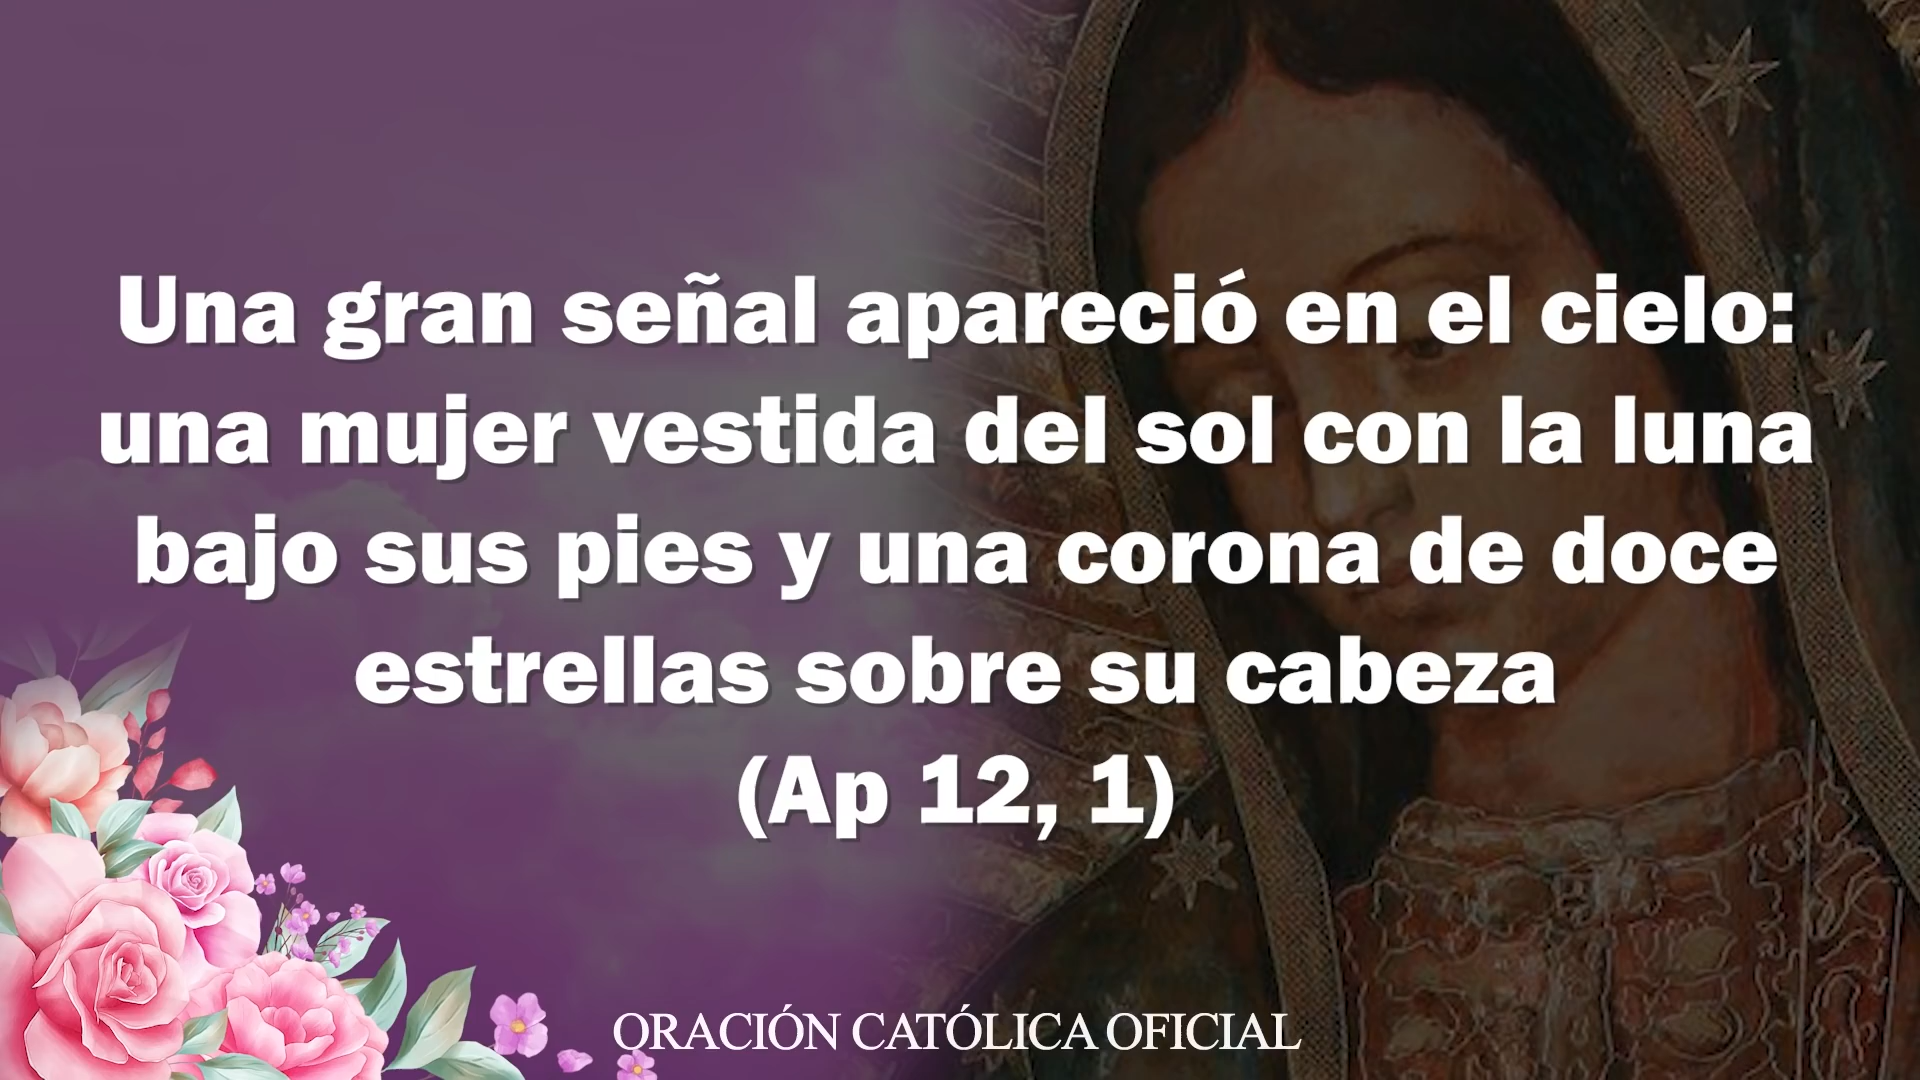 Una gran señal apareció en el cielo:
una mujer vestida del sol con la luna
bajo sus pies y una corona de doce
estrellas sobre su cabeza
(Ap 12, 1)
ORACIÓN CATÓLICA OFICIAL